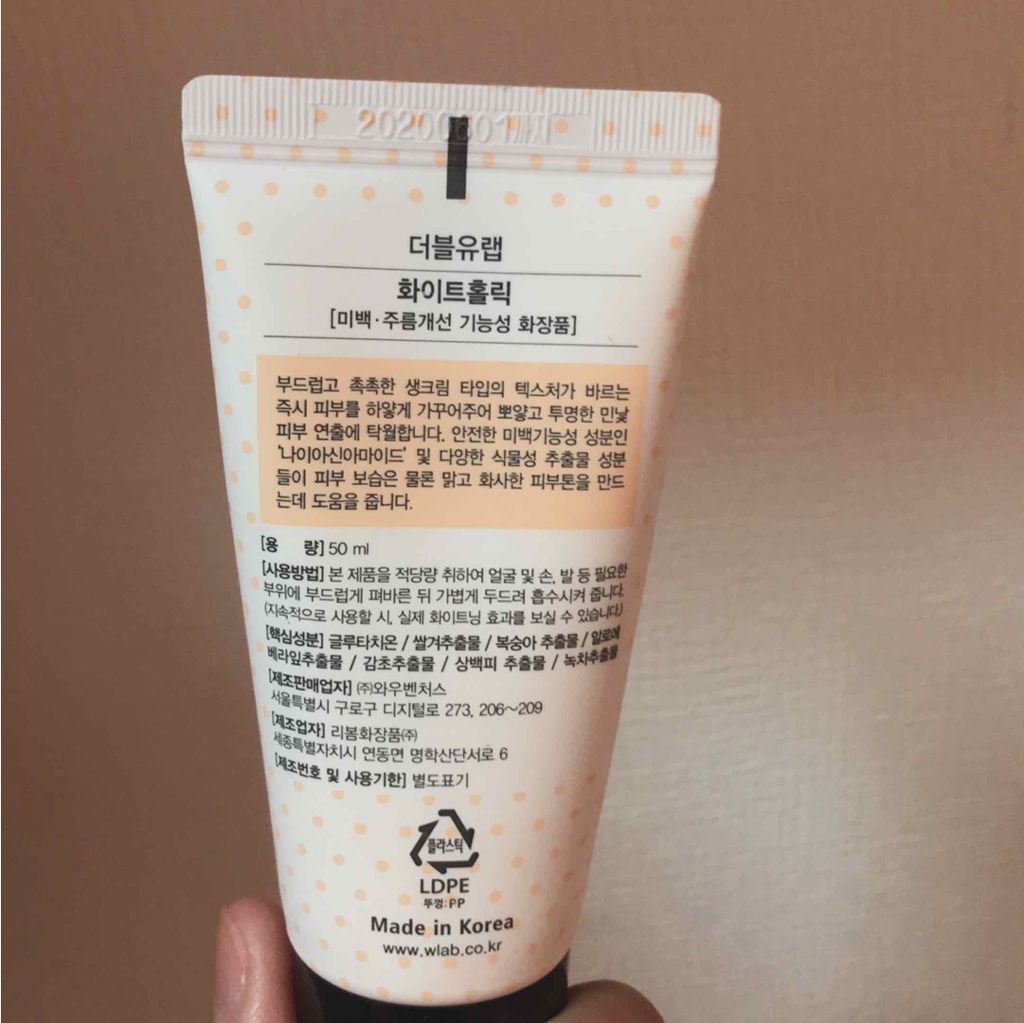 더블유랩
화이트홀릭
[미백·주름개선 기능성 화장품]
부드럽고 촉촉한 생크림 타입의 텍스처가 바르는
즉시 피부를 하얗게 가꾸어주어 뽀얗고 투명한 민낯
피부 연출에 탁월합니다. 안전한 미백기능성 성분인
'나이아신아마이드' 및 다양한 식물성 추출물 성분
들이 피부 보습은 물론 맑고 화사한 피부톤을 만드
는데 도움을 줍니다.
[용 량] 50 ml
[사용방법] 본 제품을 적당량 취하여 얼굴 및 손, 발 등 필요한
부위에 부드럽게 펴바른 뒤 가볍게 두드려 흡수시켜 줍니다.
(지속적으로 사용할 시, 실제 화이트닝 효과를 보실 수 있습니다.)
[핵심성분] 글루타치온 / 쌀겨추출물 / 복숭아 추출물 / 알로에
베라잎추출물 / 감초추출물 / 상백피 추출물 / 녹차추출물
[제조판매업자] ㈜와우벤처스
서울특별시 구로구 디지털로 273, 206~209
[제조업자] 리봄화장품㈜
세종특별자치시 연동면 명학산단서로 6
[제조번호 및 사용기한] 별도표기
플라스틱
LDPE
뚜껑:PP
Made in Korea
www.wlab.co.kr